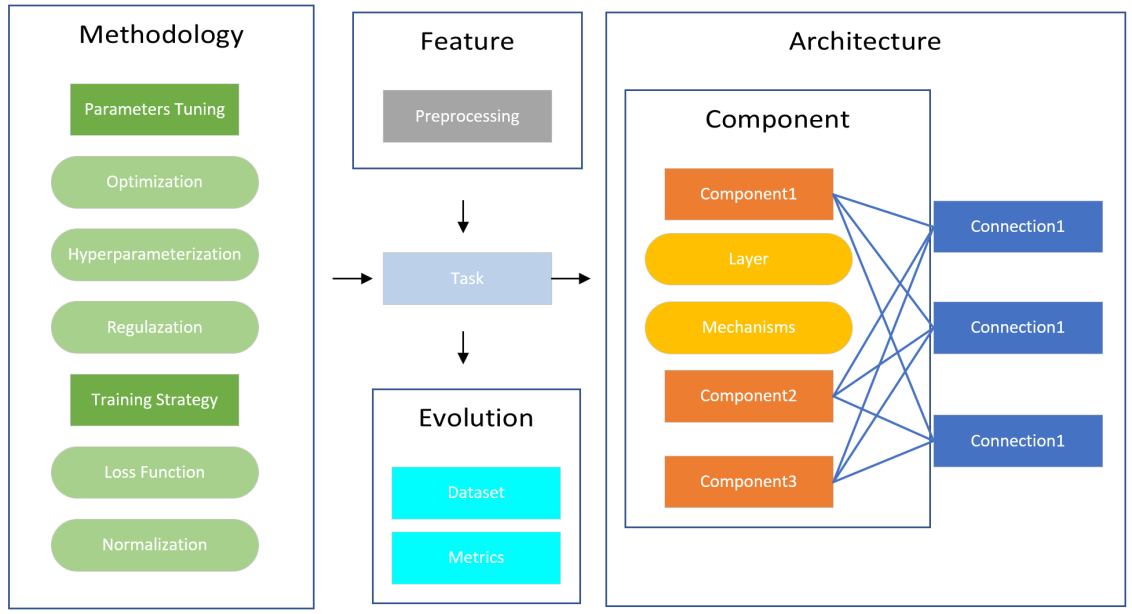 Methodology
Parameters Tuning
Optimization
Hyperparameterization
Regulazation
Training Strategy
Loss Function
Normalization
Feature
Preprocessing
Task
Evolution
Dataset
Metrics
Architecture
Component
Component1
Layer
Mechanisms
Component2
Component3
Connection1
Connection1
Connection1